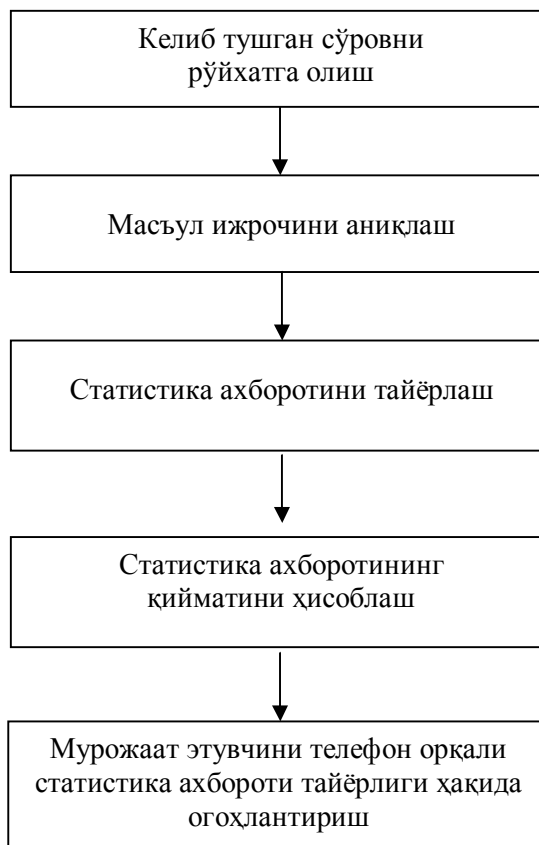 Келиб тушган сўровни
рўйхатга олиш
Масъул ижрочини аниқлаш
Статистика ахборотини тайёрлаш
Статистика ахборотининг
қийматини ҳисоблаш
Мурожаат этувчини телефон орқали
статистика ахбороти тайёрлиги ҳақида
огоҳлантириш